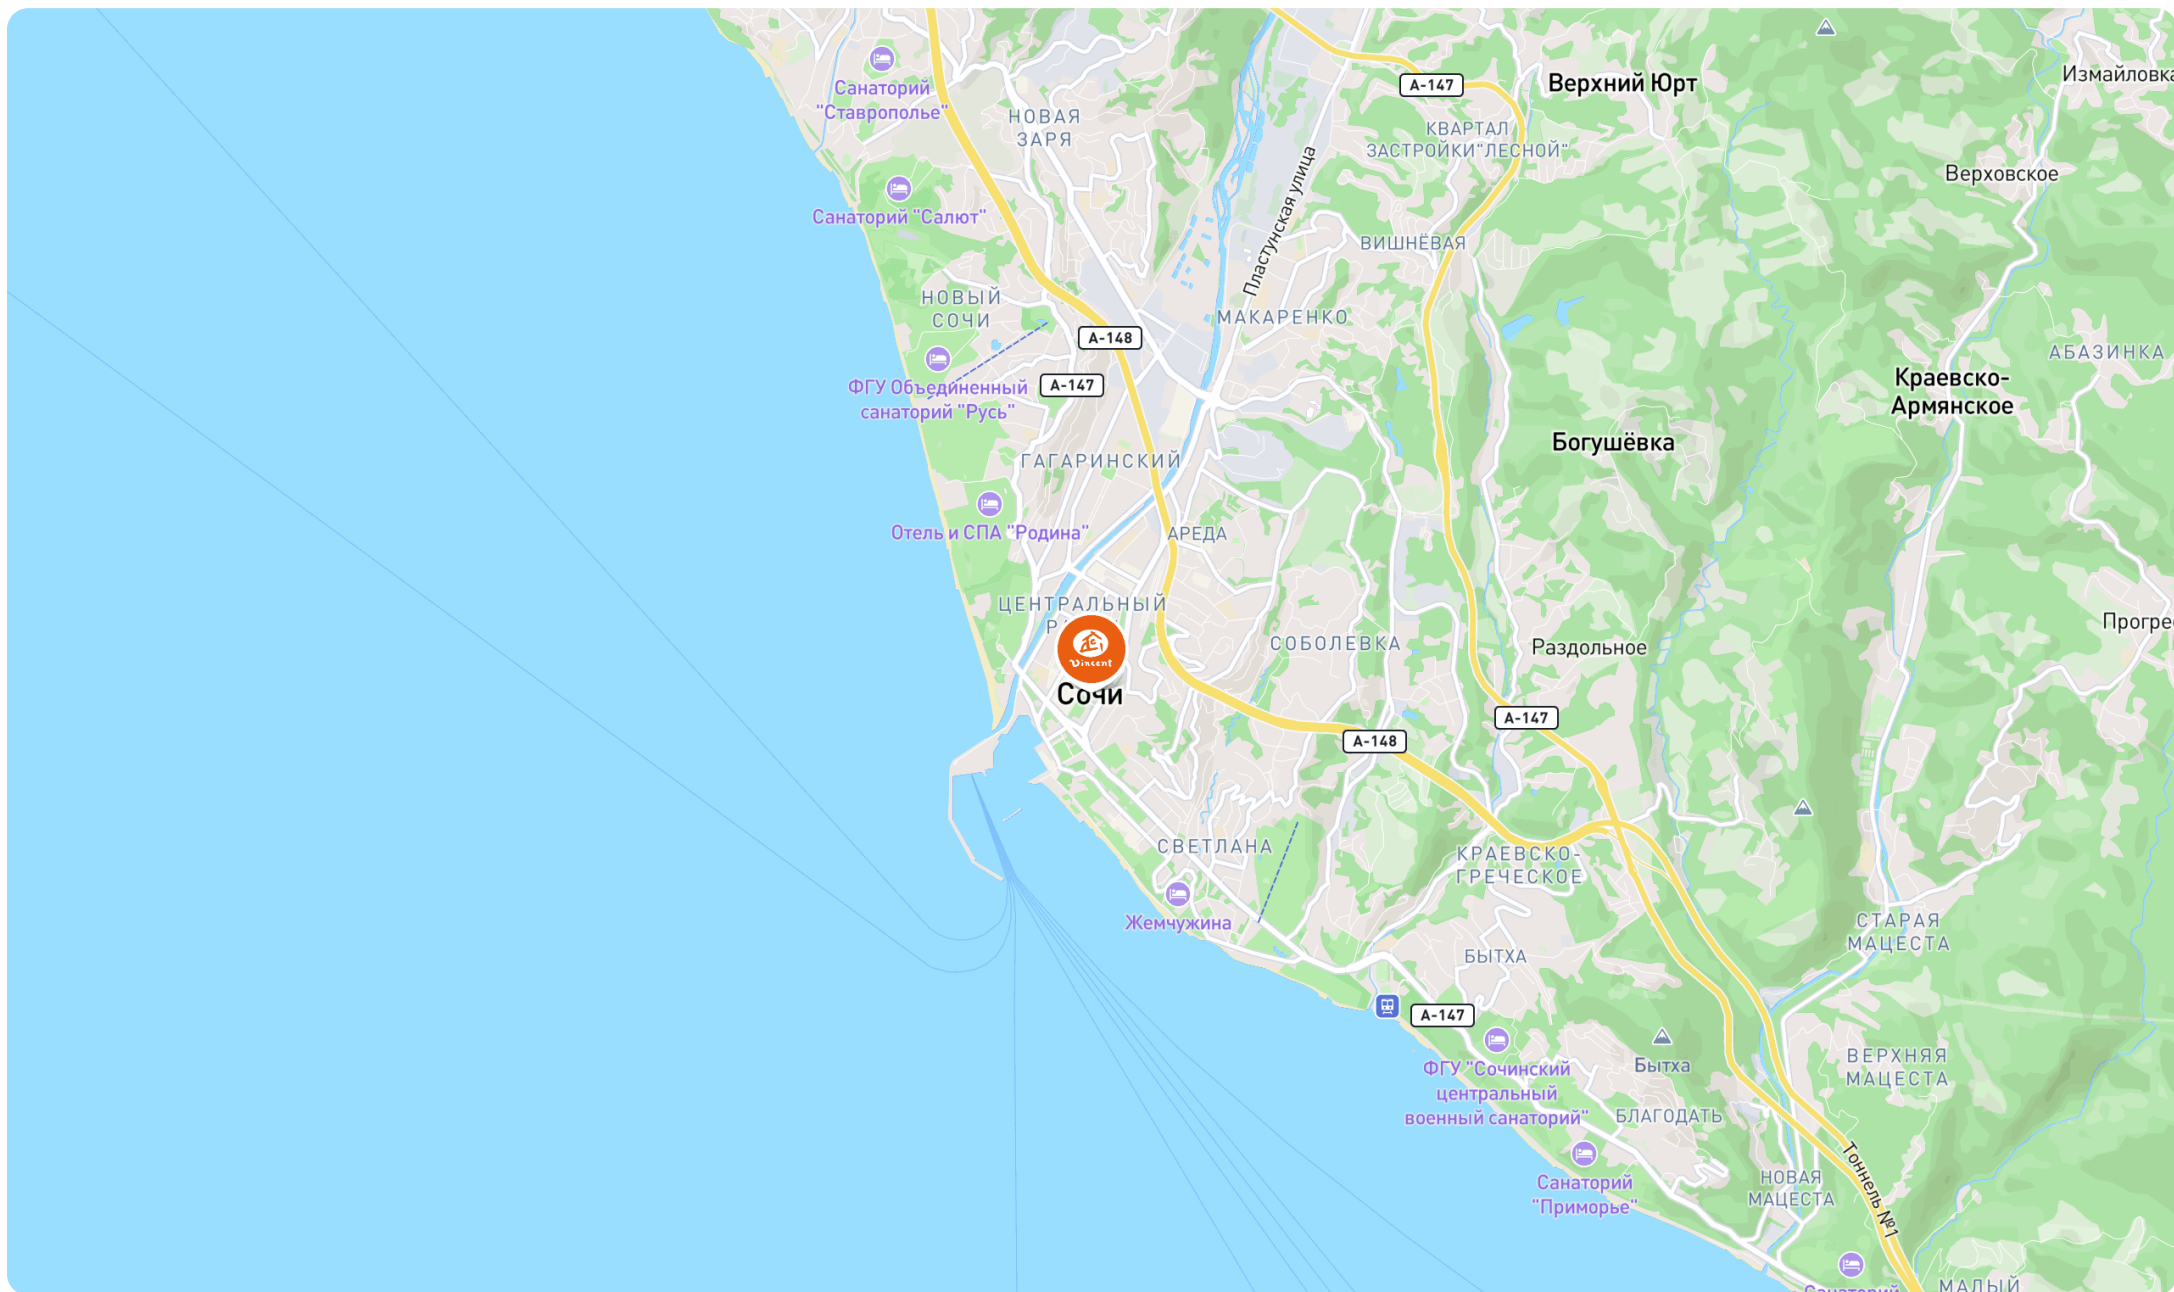 Санаторий
"Ставрополье"
НОВАЯ
ЗАРЯ
А-147
Верхний Юрт
Измайловка
КВАРТАЛ
ЗАСТРОЙКИ"ЛЕСНОЙ"
Верховское
Санаторий "Салют"
Пластунская улица
ВИШНЁВАЯ
НОВЫЙ
СОЧИ
МАКАРЕНКО
А-148
АБАЗИНКА
ФГУ Объединенный
санаторий "Русь"
А-147
Краевско-
Армянское
Богушёвка
ГАГАРИНСКИЙ
Отель и СПА "Родина"
АРЕДА
ЦЕНТРАЛЬНЫЙ
Vincent
Сочи
СОБОЛЕВКА
Раздольное
Прогре
А-147
А-148
СВЕТЛАНА
КРАЕВСКО-
ГРЕЧЕСКОЕ
Жемчужина
СТАРАЯ
МАЦЕСТА
БЫТХА
А-147
ФГУ "Сочинский
центральный
военный санаторий"
Бытха
ВЕРХНЯЯ
МАЦЕСТА
БЛАГОДАТЬ
Санаторий
"Приморье"
НОВАЯ
МАЦЕСТА
Тоннель №1
Санаторий
МАЛЫЙ